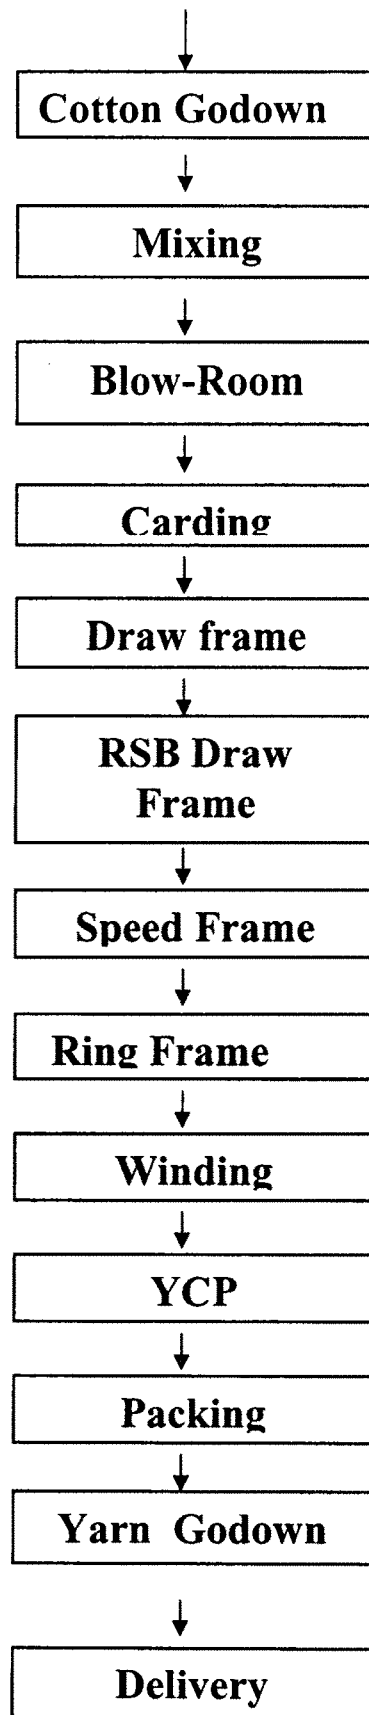 Cotton Godown
Mixing
Blow-Room
Carding
Draw frame
RSB Draw
Frame
Speed Frame
Ring Frame
Winding
YCP
Packing
Yarn Godown
Delivery